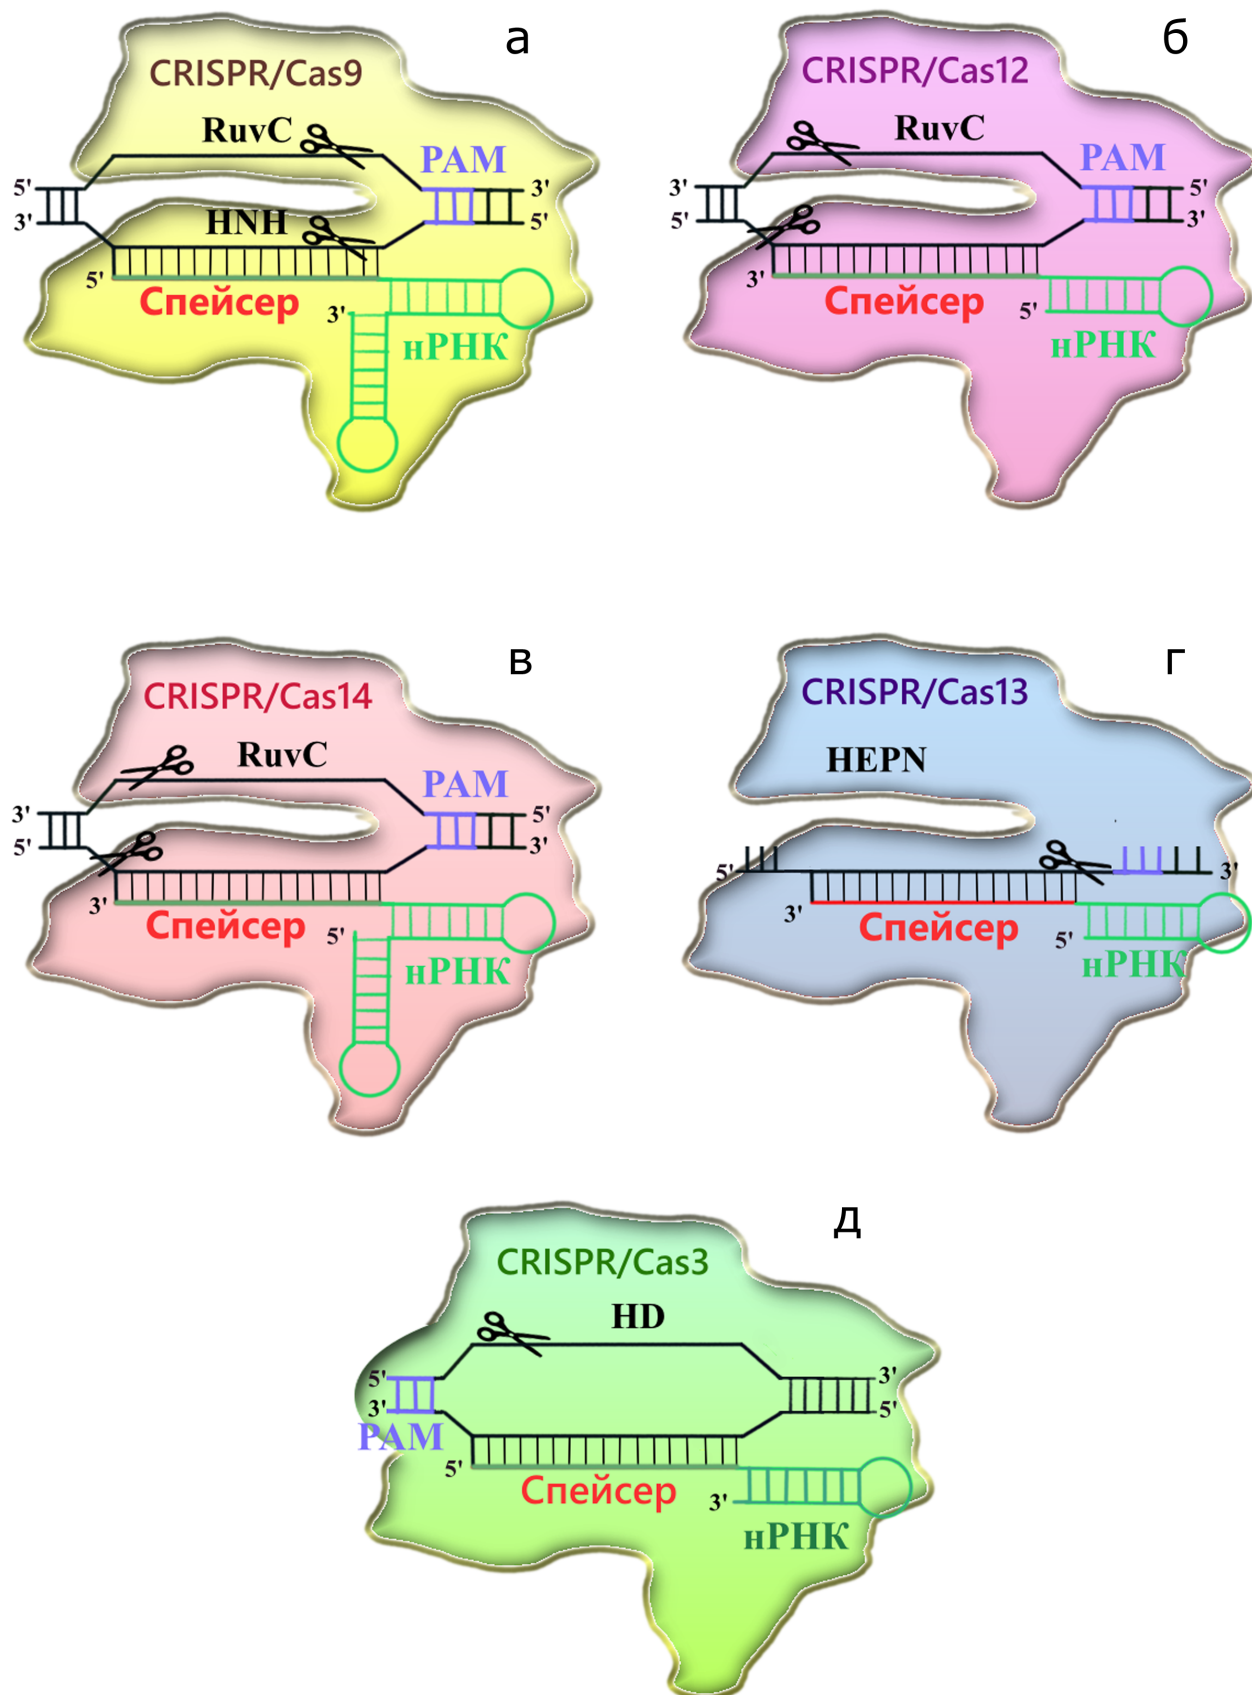 а
CRISPR/Cas9
RuvC
PAM
5' 3'
3' 5'
HNH
5'
Спейсер
3'
нРНК
б
CRISPR/Cas12
RuvC
PAM
3' 5'
5' 3'
3'
Спейсер
5'
нРНК
в
CRISPR/Cas14
RuvC
PAM
3' 5'
5' 3'
3'
Спейсер
5'
нРНК
г
CRISPR/Cas13
HEPN
5' 3'
3'
Спейсер
5'
нРНК
д
CRISPR/Cas3
HD
5' 3'
3' 5'
PAM
5'
Спейсер
3'
нРНК